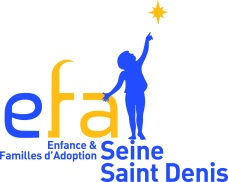 efa
Enfance &
Familles d'Adoption
Seine
Saint Denis